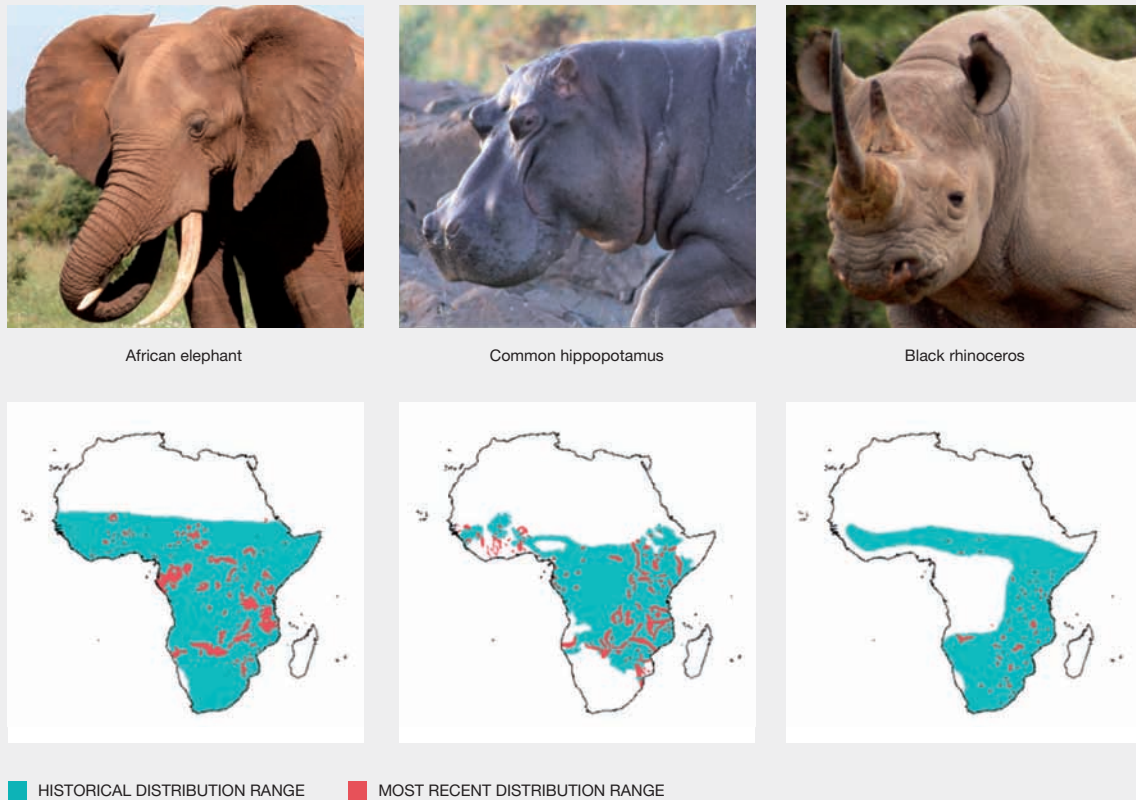 African elephant
Common hippopotamus
Black rhinoceros
HISTORICAL DISTRIBUTION RANGE
MOST RECENT DISTRIBUTION RANGE